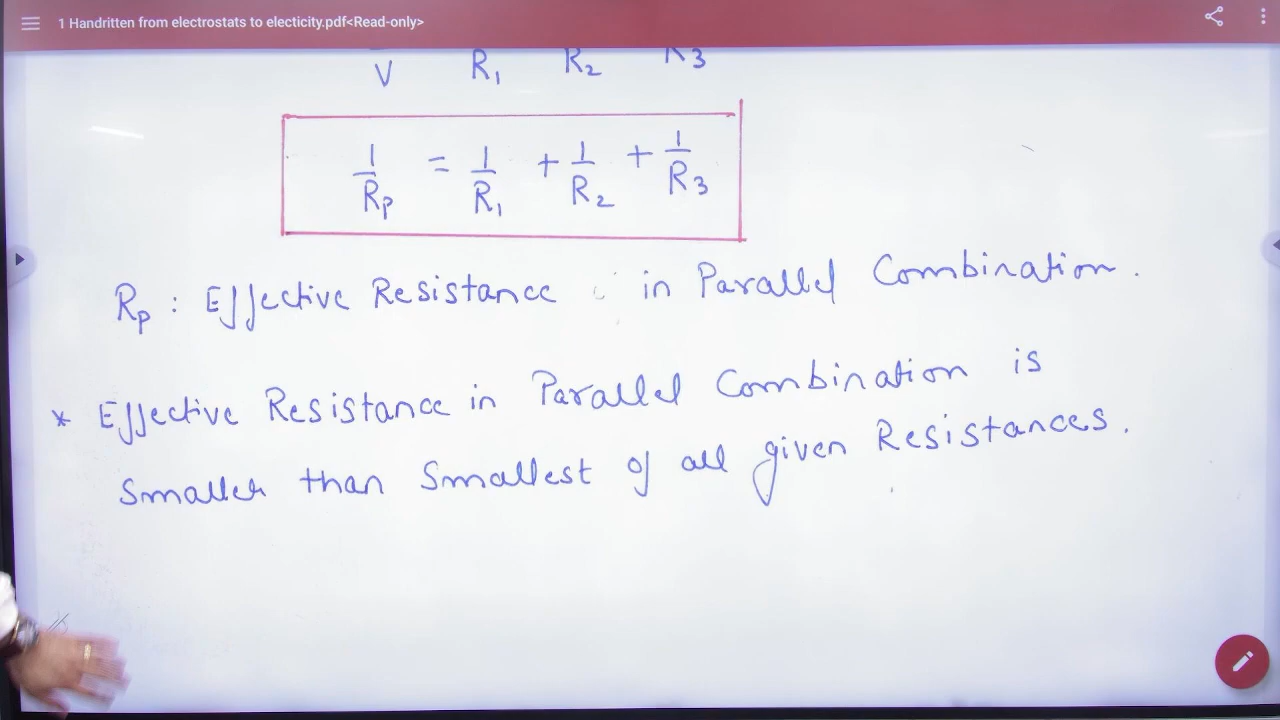 1 Handritten from electrostats to electicity.pdf<Read-only>
V R₁ R₂ R₃
1/Rp = 1/R₁ + 1/R₂ + 1/R₃
Rp : Effective Resistance in Parallel Combination.
* Effective Resistance in Parallel Combination is
Smaller than Smallest of all given Resistances.